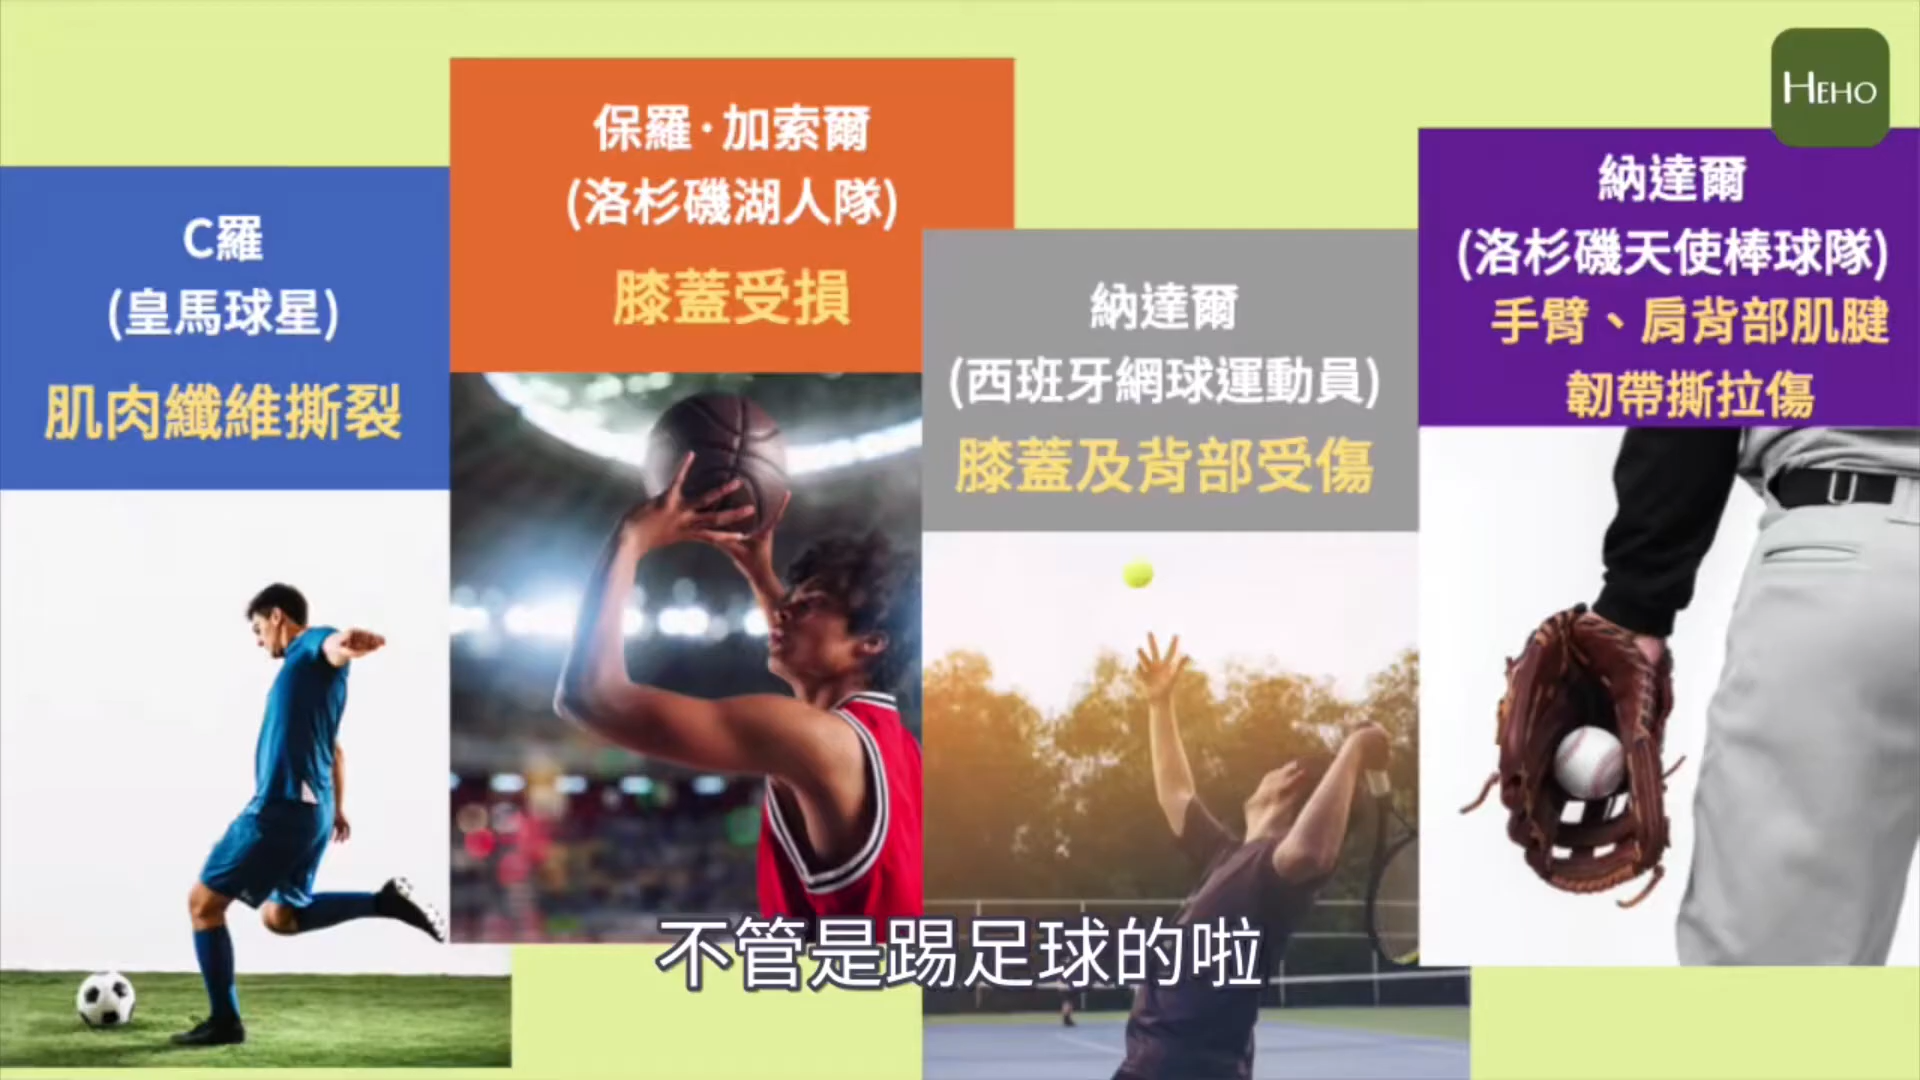 HEHO
C羅
(皇馬球星)
肌肉纖維撕裂
保羅·加索爾
(洛杉磯湖人隊)
膝蓋受損
納達爾
(西班牙網球運動員)
膝蓋及背部受傷
納達爾
(洛杉磯天使棒球隊)
手臂、肩背部肌腱
韌帶撕拉傷
不管是踢足球的啦